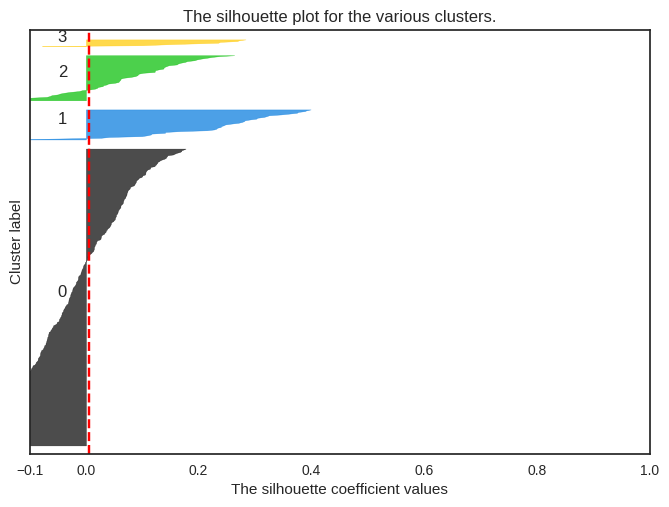 The silhouette plot for the various clusters.
3
2
1
0
Cluster label
−0.1 0.0 0.2 0.4 0.6 0.8 1.0
The silhouette coefficient values